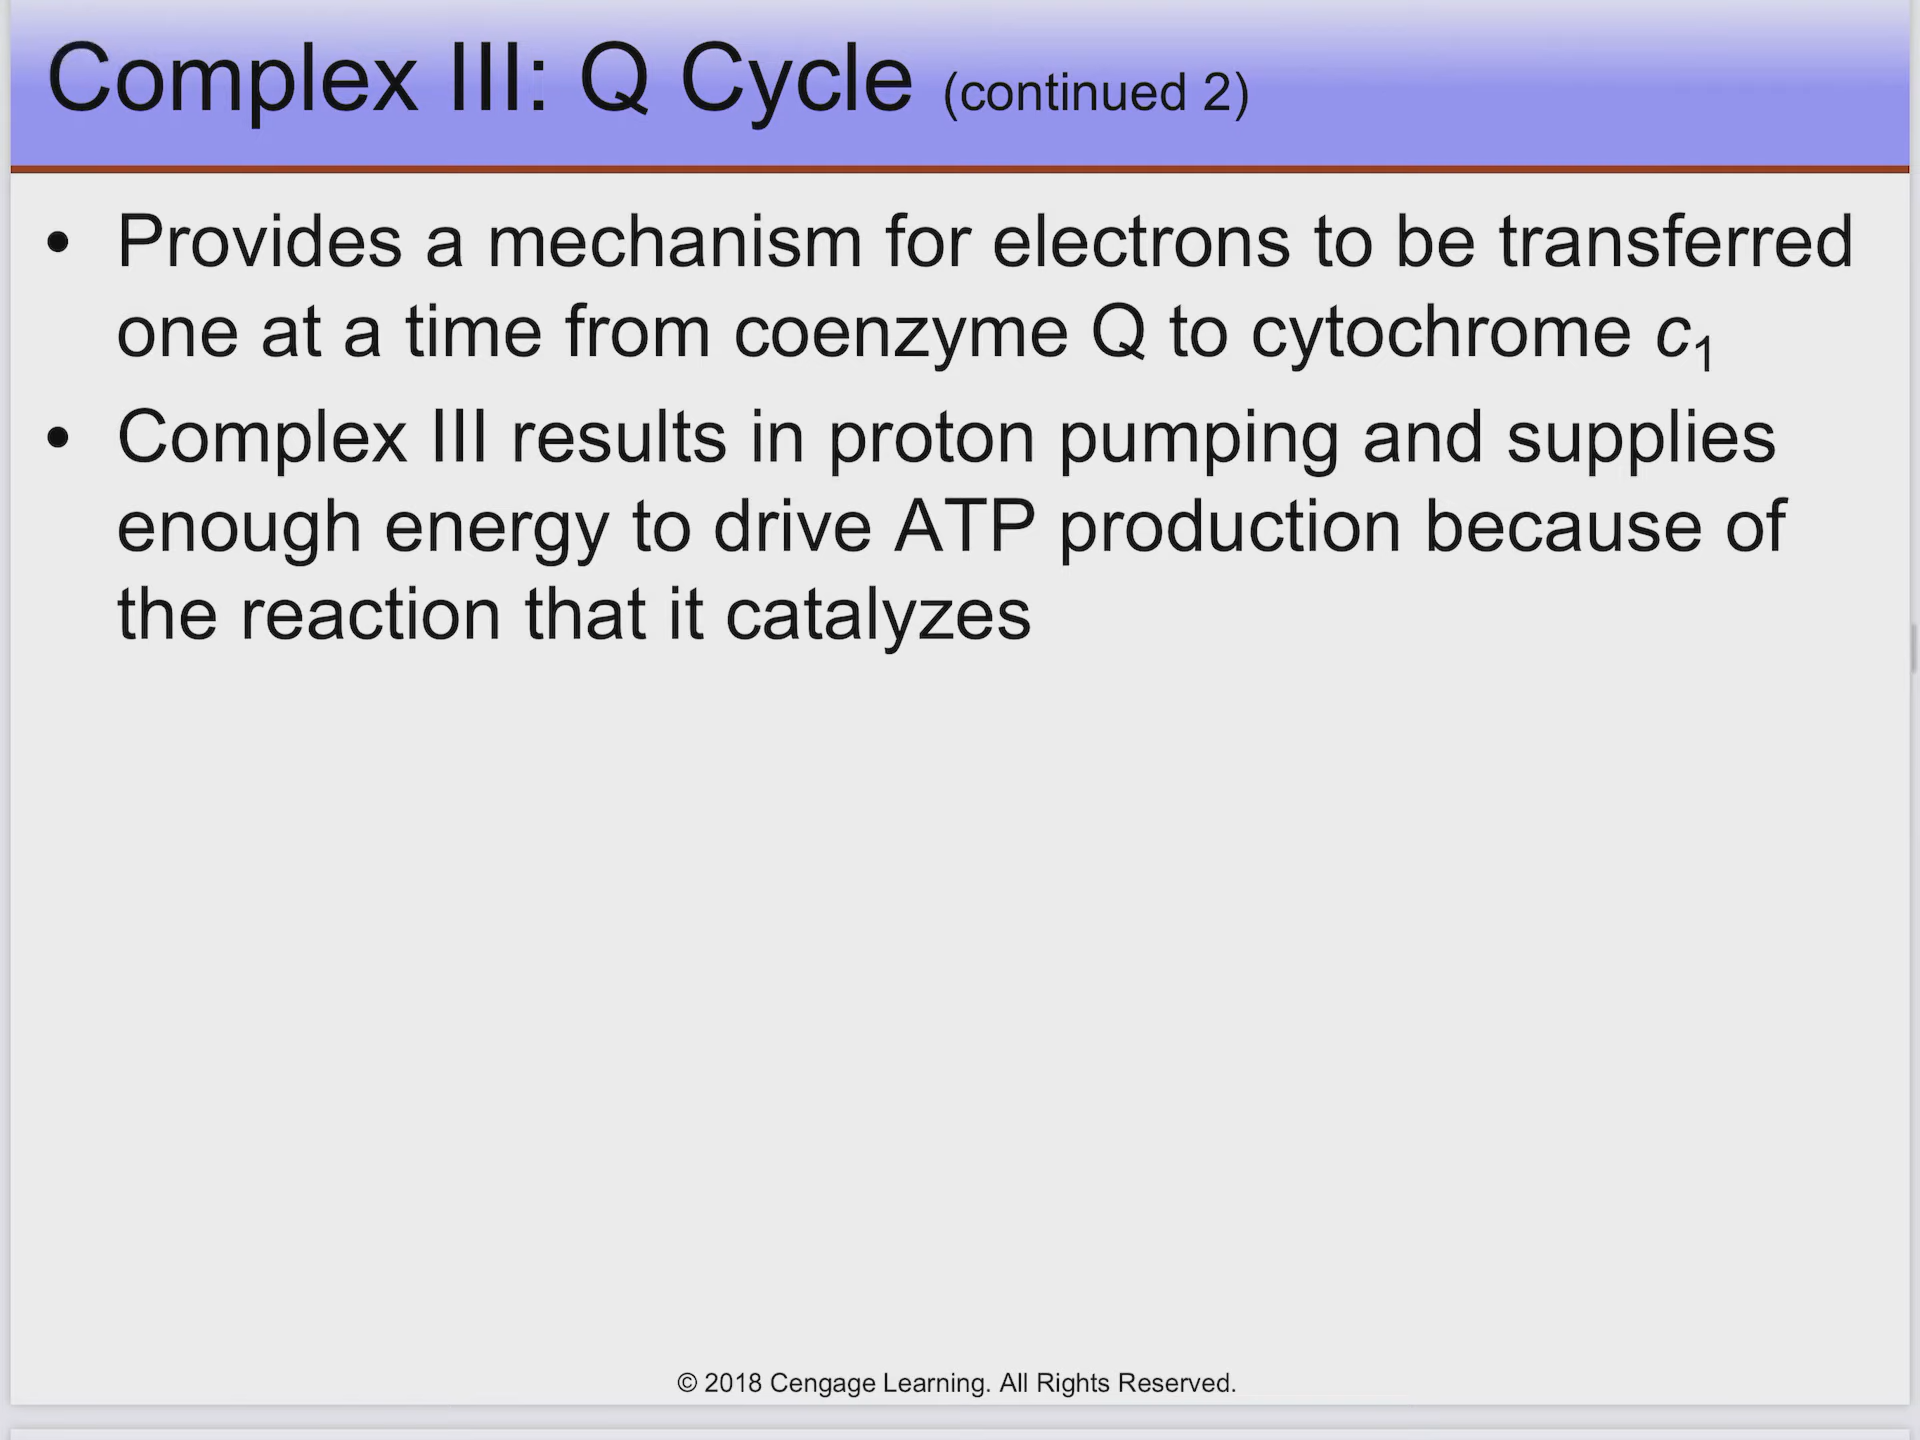 Complex III: Q Cycle (continued 2)
• Provides a mechanism for electrons to be transferred
one at a time from coenzyme Q to cytochrome c₁
• Complex III results in proton pumping and supplies
enough energy to drive ATP production because of
the reaction that it catalyzes
© 2018 Cengage Learning. All Rights Reserved.